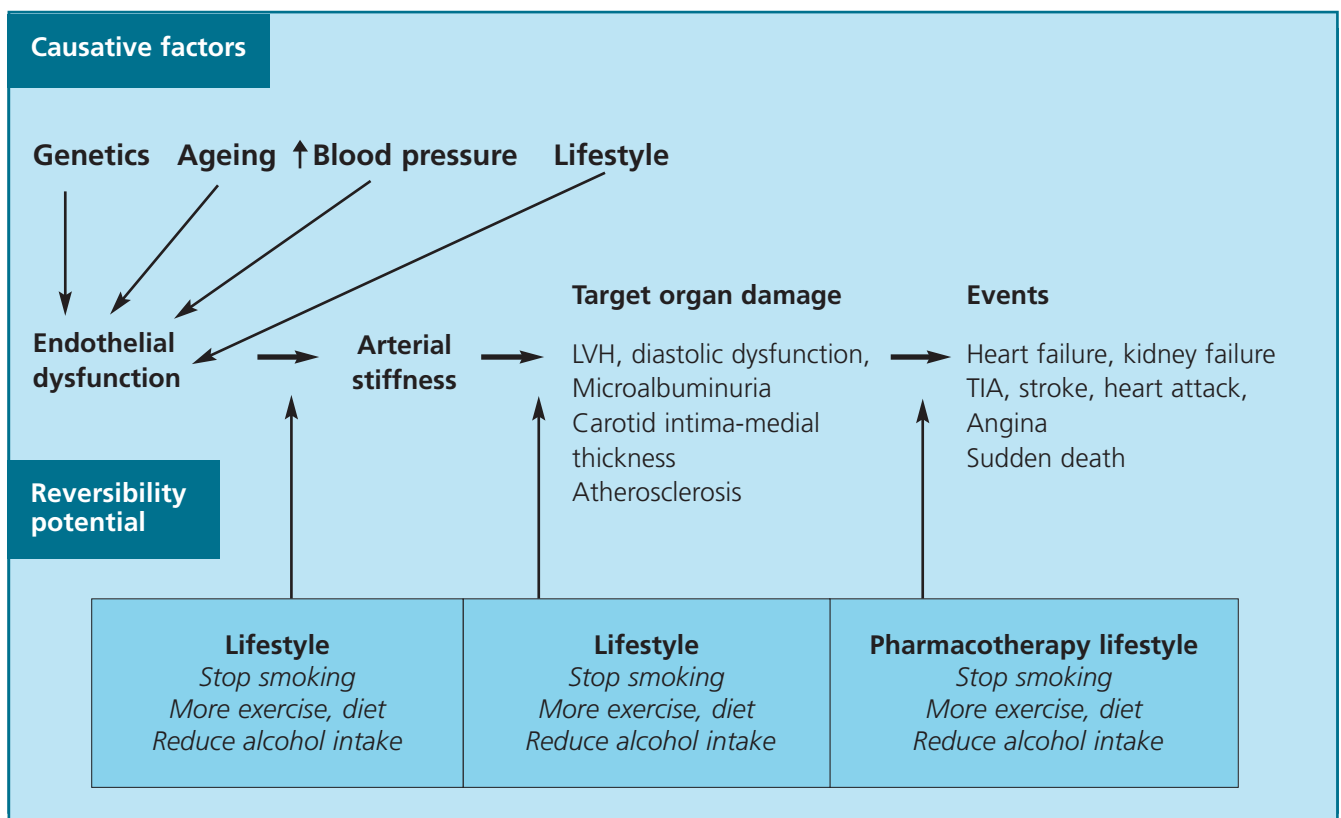 Causative factors
Genetics Ageing ↑Blood pressure Lifestyle
Endothelial
dysfunction
Arterial
stiffness
Target organ damage
LVH, diastolic dysfunction,
Microalbuminuria
Carotid intima-medial
thickness
Atherosclerosis
Events
Heart failure, kidney failure
TIA, stroke, heart attack,
Angina
Sudden death
Reversibility
potential
Lifestyle
Stop smoking
More exercise, diet
Reduce alcohol intake
Lifestyle
Stop smoking
More exercise, diet
Reduce alcohol intake
Pharmacotherapy lifestyle
Stop smoking
More exercise, diet
Reduce alcohol intake